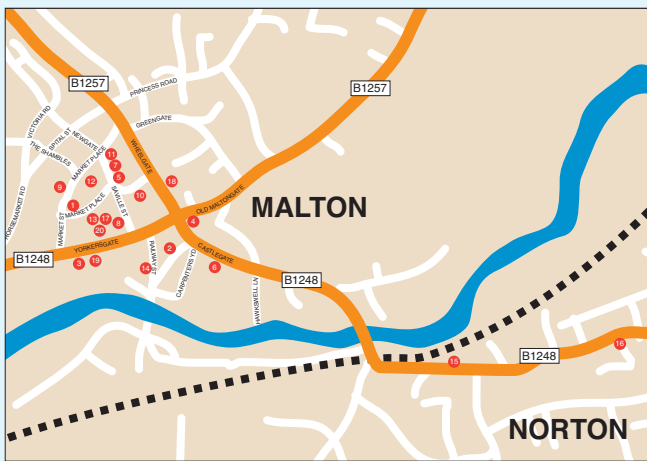 B1257
PRINCESS ROAD
B1257
VICTORIA RD
SPITAL ST
NEWGATE
GREENGATE
THE SHAMBLES
MARKET PLACE
WHEELGATE
11
7
5
12
9
18
HORSEMARKET RD
1
MARKET PLACE
SAVILLE ST
10
OLD MALTONGATE
MALTON
13
17
8
4
20
MARKET ST
YORKERSGATE
B1248
3
19
14
RAILWAY ST
2
CARPENTERS YD
CASTLEGATE
6
B1248
HAWKSWELL LN
15
B1248
16
NORTON